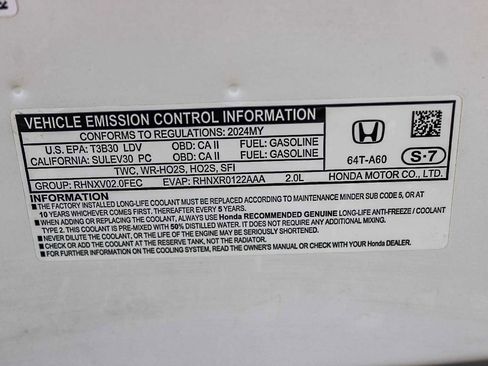 VEHICLE EMISSION CONTROL INFORMATION
CONFORMS TO REGULATIONS: 2024MY
U.S. EPA: T3B30 LDV OBD: CA II FUEL: GASOLINE
CALIFORNIA: SULEV30 PC OBD: CA II FUEL: GASOLINE
TWC, WR-HO2S, HO2S, SFI
GROUP: RHNXV02.0FEC EVAP: RHNXR0122AAA 2.0L
HONDA
64T-A60
S·7
HONDA MOTOR CO., LTD.
■ THE FACTORY INSTALLED LONG-LIFE COOLANT MUST BE REPLACED ACCORDING TO MAINTENANCE MINDER SUB CODE 5, OR
10 YEARS WHICHEVER COMES FIRST. THEREAFTER EVERY 5 YEARS.
■ WHEN ADDING OR REPLACING THE COOLANT, ALWAYS USE Honda RECOMMENDED GENUINE LONG-LIFE ANTI-FREEZE / COOLANT
TYPE 2. THIS COOLANT IS PRE-MIXED WITH 50% DISTILLED WATER. IT DOES NOT REQUIRE ANY ADDITIONAL MIXING.
■ NEVER DILUTE THE COOLANT, OR THE LIFE OF THE ENGINE MAY BE SERIOUSLY SHORTENED.
■ CHECK OR ADD THE COOLANT AT THE RESERVE TANK, NOT THE RADIATOR.
■ FOR FURTHER INFORMATION ON THE COOLING SYSTEM, READ THE OWNER'S MANUAL OR CHECK WITH YOUR Honda DEALER.